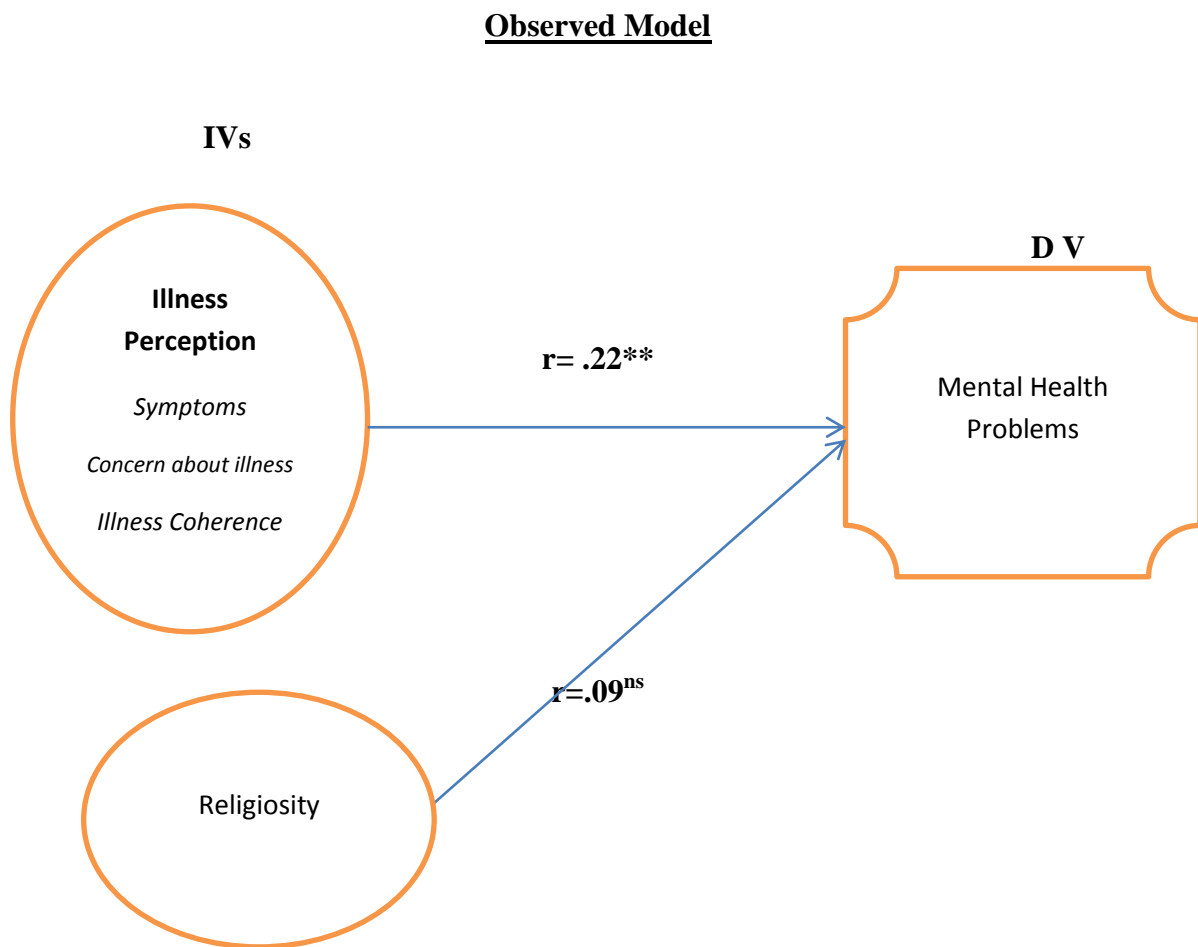 Observed Model
IVs
D V
Illness
Perception
Symptoms
Concern about illness
Illness Coherence
r= .22**
Mental Health
Problems
r=.09ns
Religiosity